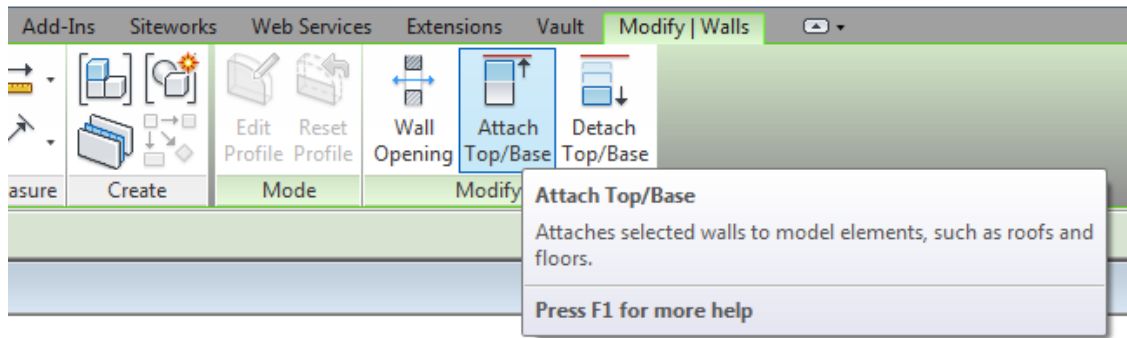 Add-Ins Siteworks Web Services Extensions Vault Modify | Walls
Edit Profile
Reset Profile
Wall Opening
Attach Top/Base
Detach Top/Base
asure Create Mode Modify
Attach Top/Base
Attaches selected walls to model elements, such as roofs and
floors.
Press F1 for more help